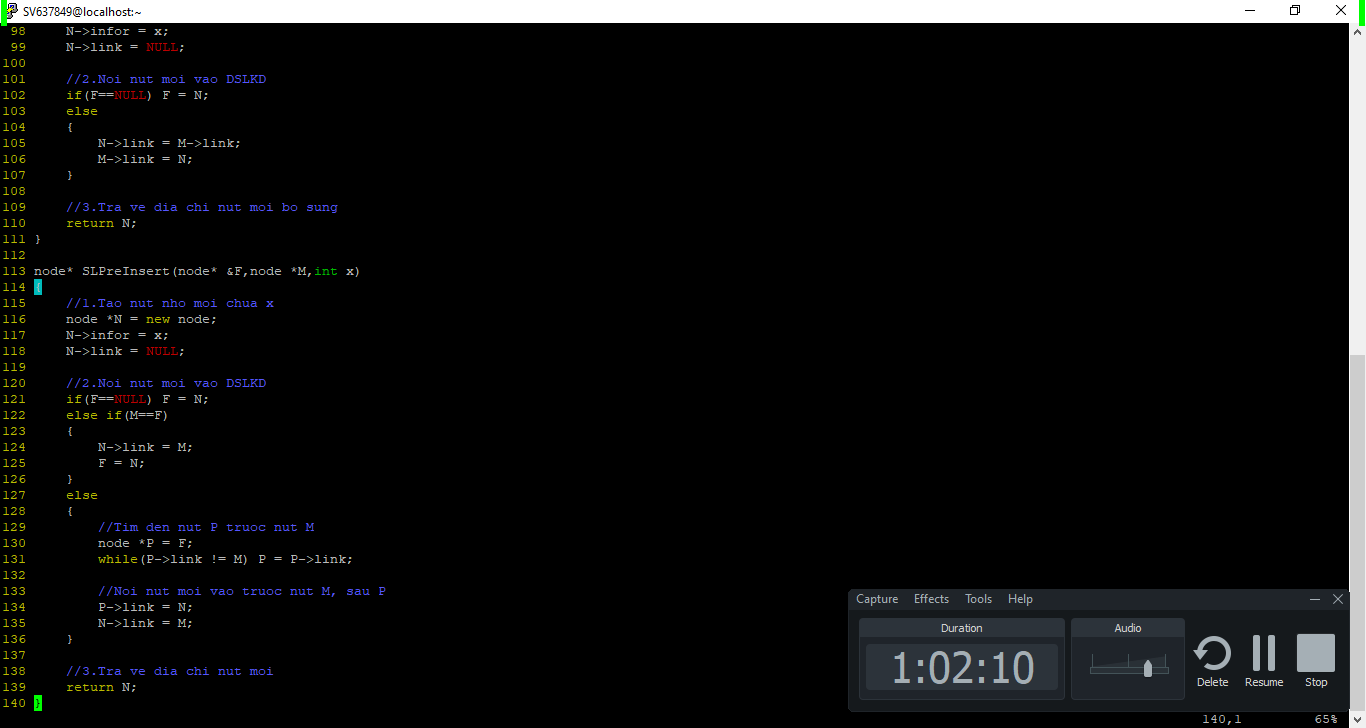 SV637849@localhost:~
98     N->infor = x;
99     N->link = NULL;
100
101     //2.Noi nut moi vao DSLKD
102     if(F==NULL) F = N;
103     else
104     {
105         N->link = M->link;
106         M->link = N;
107     }
108
109     //3.Tra ve dia chi nut moi bo sung
110     return N;
111 }
112
113 node* SLPreInsert(node* &F,node *M,int x)
114 {
115     //1.Tao nut nho moi chua x
116     node *N = new node;
117     N->infor = x;
118     N->link = NULL;
119
120     //2.Noi nut moi vao DSLKD
121     if(F==NULL) F = N;
122     else if(M==F)
123     {
124         N->link = M;
125         F = N;
126     }
127     else
128     {
129         //Tim den nut P truoc nut M
130         node *P = F;
131         while(P->link != M) P = P->link;
132
133         //Noi nut moi vao truoc nut M, sau P
134         P->link = N;
135         N->link = M;
136     }
137
138     //3.Tra ve dia chi nut moi
139     return N;
140 }
Capture Effects Tools Help
Duration Audio
1:02:10
Delete Resume Stop
140,1 65%